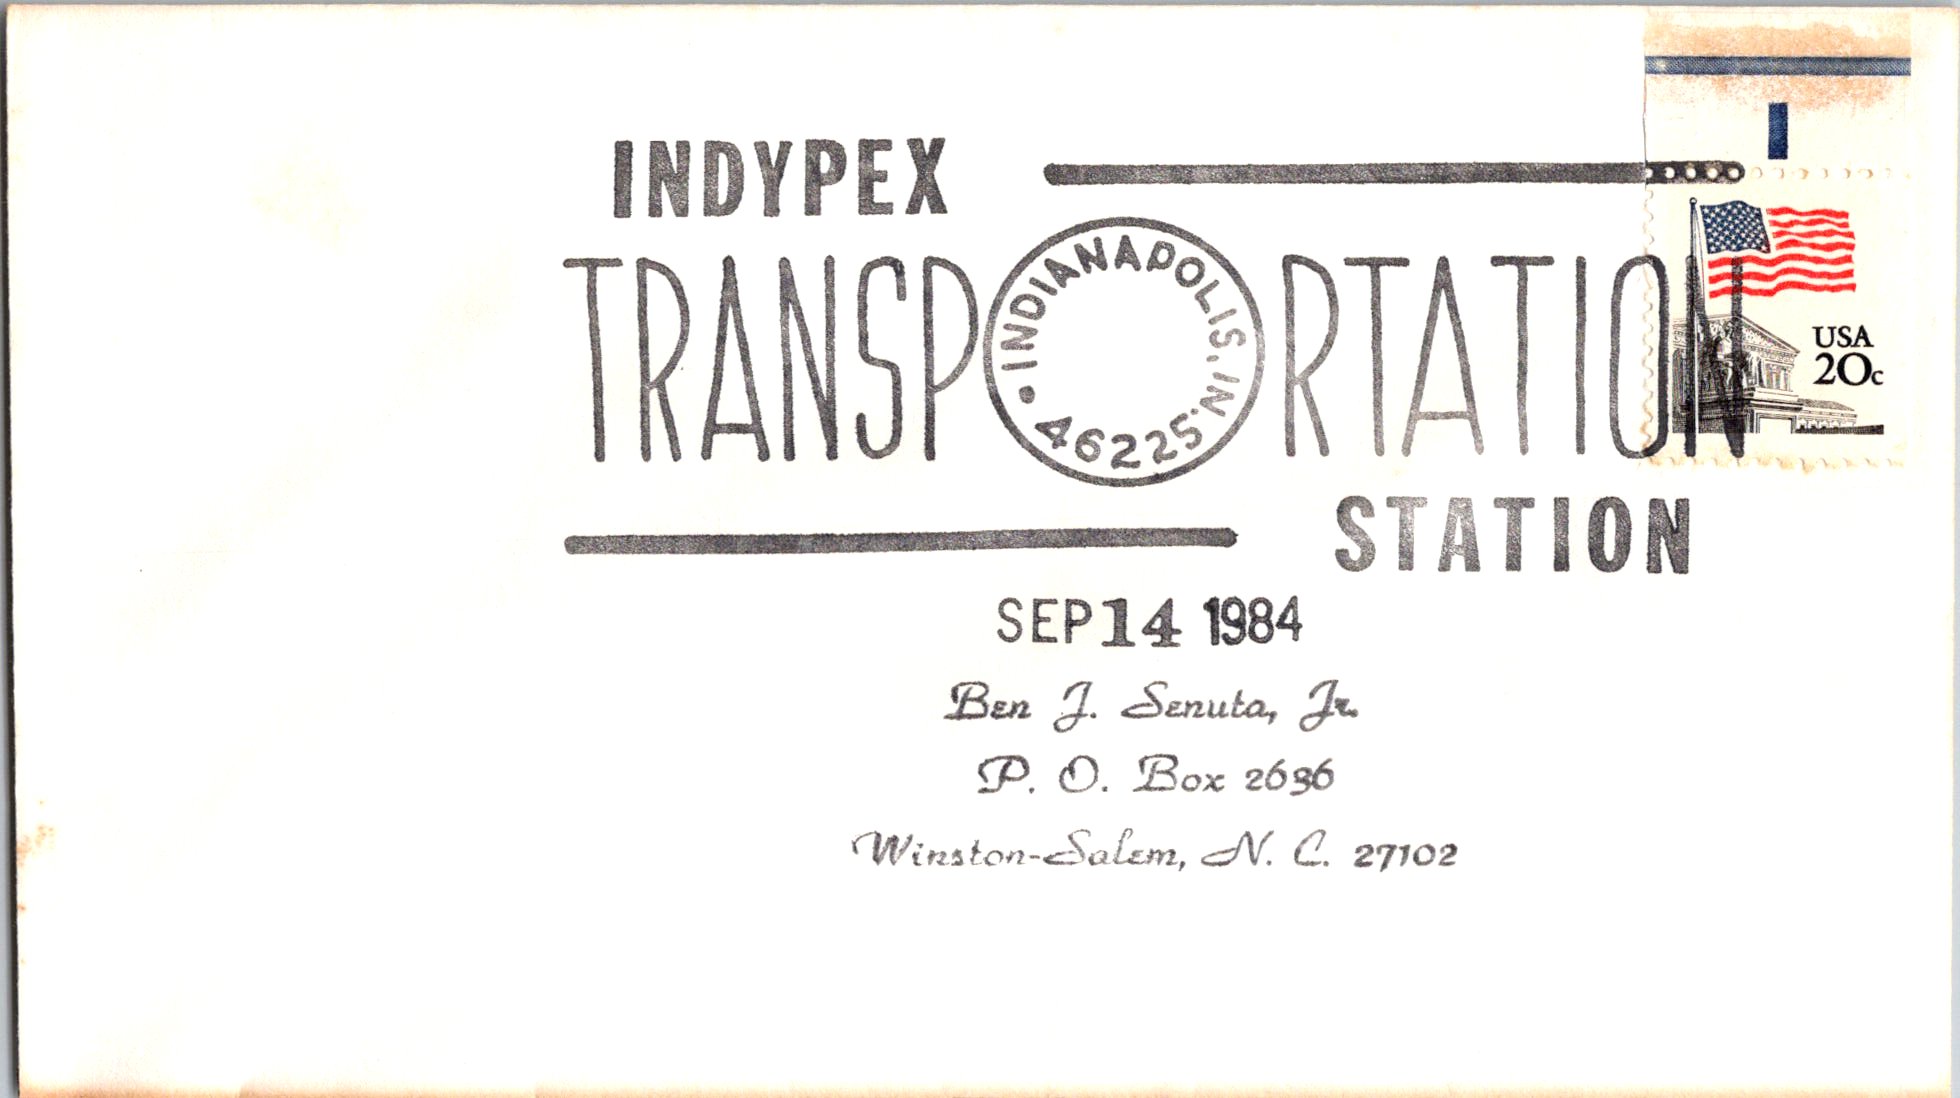 INDYPEX
TRANSPORTATION
INDIANAPOLIS, IN.
46225
STATION
SEP 14 1984
USA
20c
Ben J. Senuta, Jr.
P. O. Box 2636
Winston-Salem, N. C. 27102